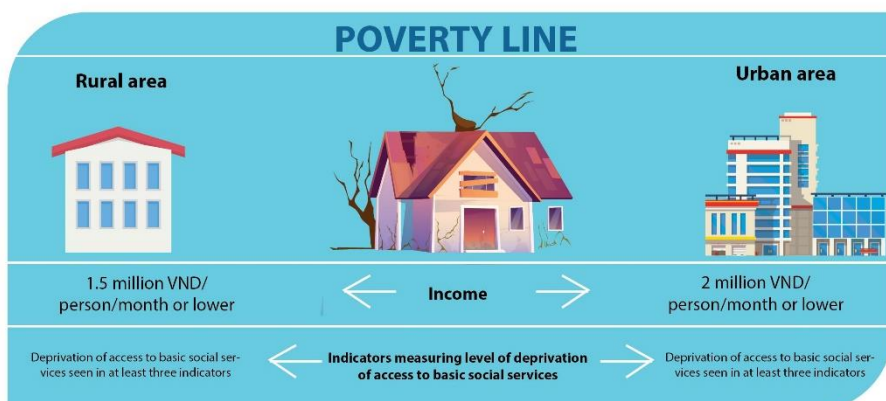 POVERTY LINE
Rural area
Urban area
1.5 million VND/
person/month or lower
Income
2 million VND/
person/month or lower
Deprivation of access to basic social ser-
vices seen in at least three indicators
Indicators measuring level of deprivation
of access to basic social services
Deprivation of access to basic social ser-
vices seen in at least three indicators